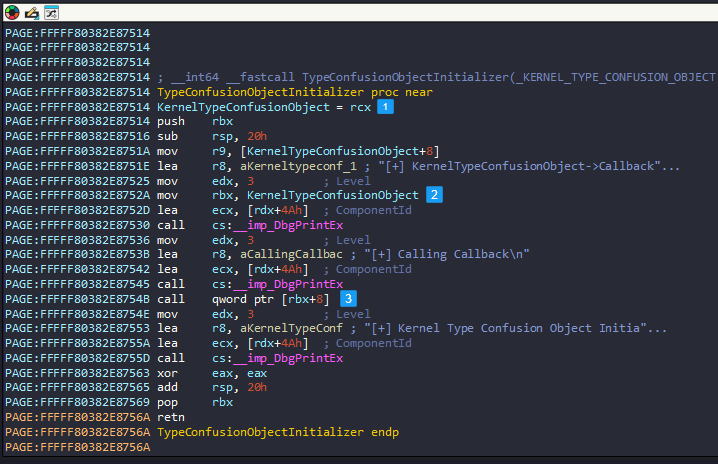 PAGE:FFFFF80382E87514
PAGE:FFFFF80382E87514
PAGE:FFFFF80382E87514
PAGE:FFFFF80382E87514 ; __int64 __fastcall TypeConfusionObjectInitializer(_KERNEL_TYPE_CONFUSION_OBJECT
PAGE:FFFFF80382E87514 TypeConfusionObjectInitializer proc near
PAGE:FFFFF80382E87514 KernelTypeConfusionObject = rcx 1
PAGE:FFFFF80382E87514 push rbx
PAGE:FFFFF80382E87516 sub rsp, 20h
PAGE:FFFFF80382E8751A mov r9, [KernelTypeConfusionObject+8]
PAGE:FFFFF80382E8751E lea r8, aKerneltypeconf_1 ; "[+] KernelTypeConfusionObject->Callback"...
PAGE:FFFFF80382E87525 mov edx, 3 ; Level
PAGE:FFFFF80382E8752A mov rbx, KernelTypeConfusionObject 2
PAGE:FFFFF80382E8752D lea ecx, [rdx+4Ah] ; ComponentId
PAGE:FFFFF80382E87530 call cs:__imp_DbgPrintEx
PAGE:FFFFF80382E87536 mov edx, 3 ; Level
PAGE:FFFFF80382E8753B lea r8, aCallingCallbac ; "[+] Calling Callback\n"
PAGE:FFFFF80382E87542 lea ecx, [rdx+4Ah] ; ComponentId
PAGE:FFFFF80382E87545 call cs:__imp_DbgPrintEx
PAGE:FFFFF80382E8754B call qword ptr [rbx+8] 3
PAGE:FFFFF80382E8754E mov edx, 3 ; Level
PAGE:FFFFF80382E87553 lea r8, aKernelTypeConf ; "[+] Kernel Type Confusion Object Initia"...
PAGE:FFFFF80382E8755A lea ecx, [rdx+4Ah] ; ComponentId
PAGE:FFFFF80382E8755D call cs:__imp_DbgPrintEx
PAGE:FFFFF80382E87563 xor eax, eax
PAGE:FFFFF80382E87565 add rsp, 20h
PAGE:FFFFF80382E87569 pop rbx
PAGE:FFFFF80382E8756A retn
PAGE:FFFFF80382E8756A TypeConfusionObjectInitializer endp
PAGE:FFFFF80382E8756A